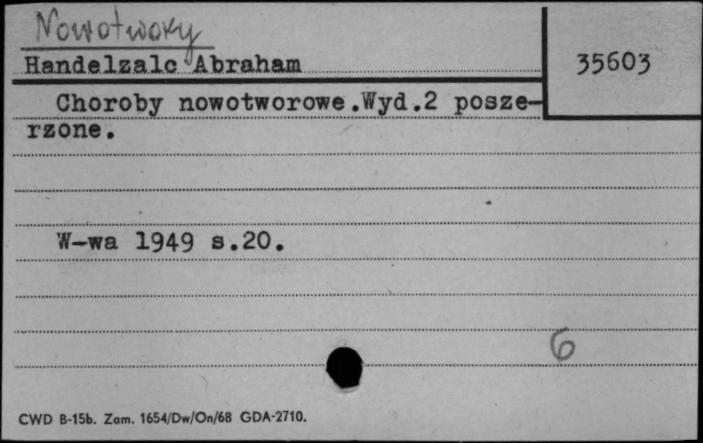 Nowotwory
Handelzalc Abraham
35603
Choroby nowotworowe.Wyd.2 posze-
rzone.
W-wa 1949 s.20.
6
CWD B-15b. Zam. 1654/Dw/On/68 GDA-2710.